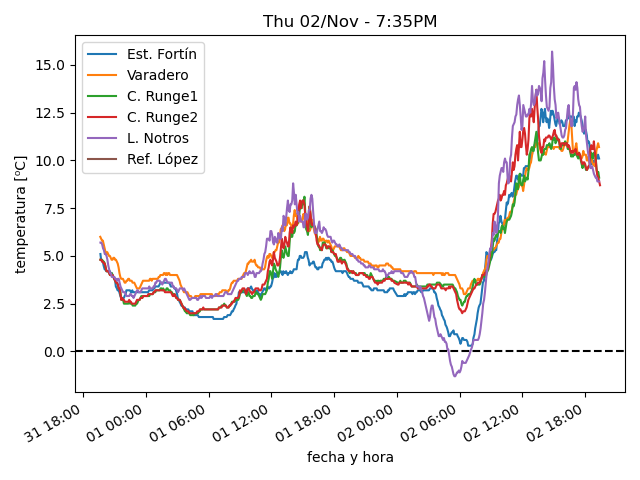 Thu 02/Nov - 7:35PM
temperatura [ºC]
15.0
12.5
10.0
7.5
5.0
2.5
0.0
Est. Fortín
Varadero
C. Runge1
C. Runge2
L. Notros
Ref. López
31 18:00
01 00:00
01 06:00
01 12:00
01 18:00
02 00:00
02 06:00
02 12:00
02 18:00
fecha y hora